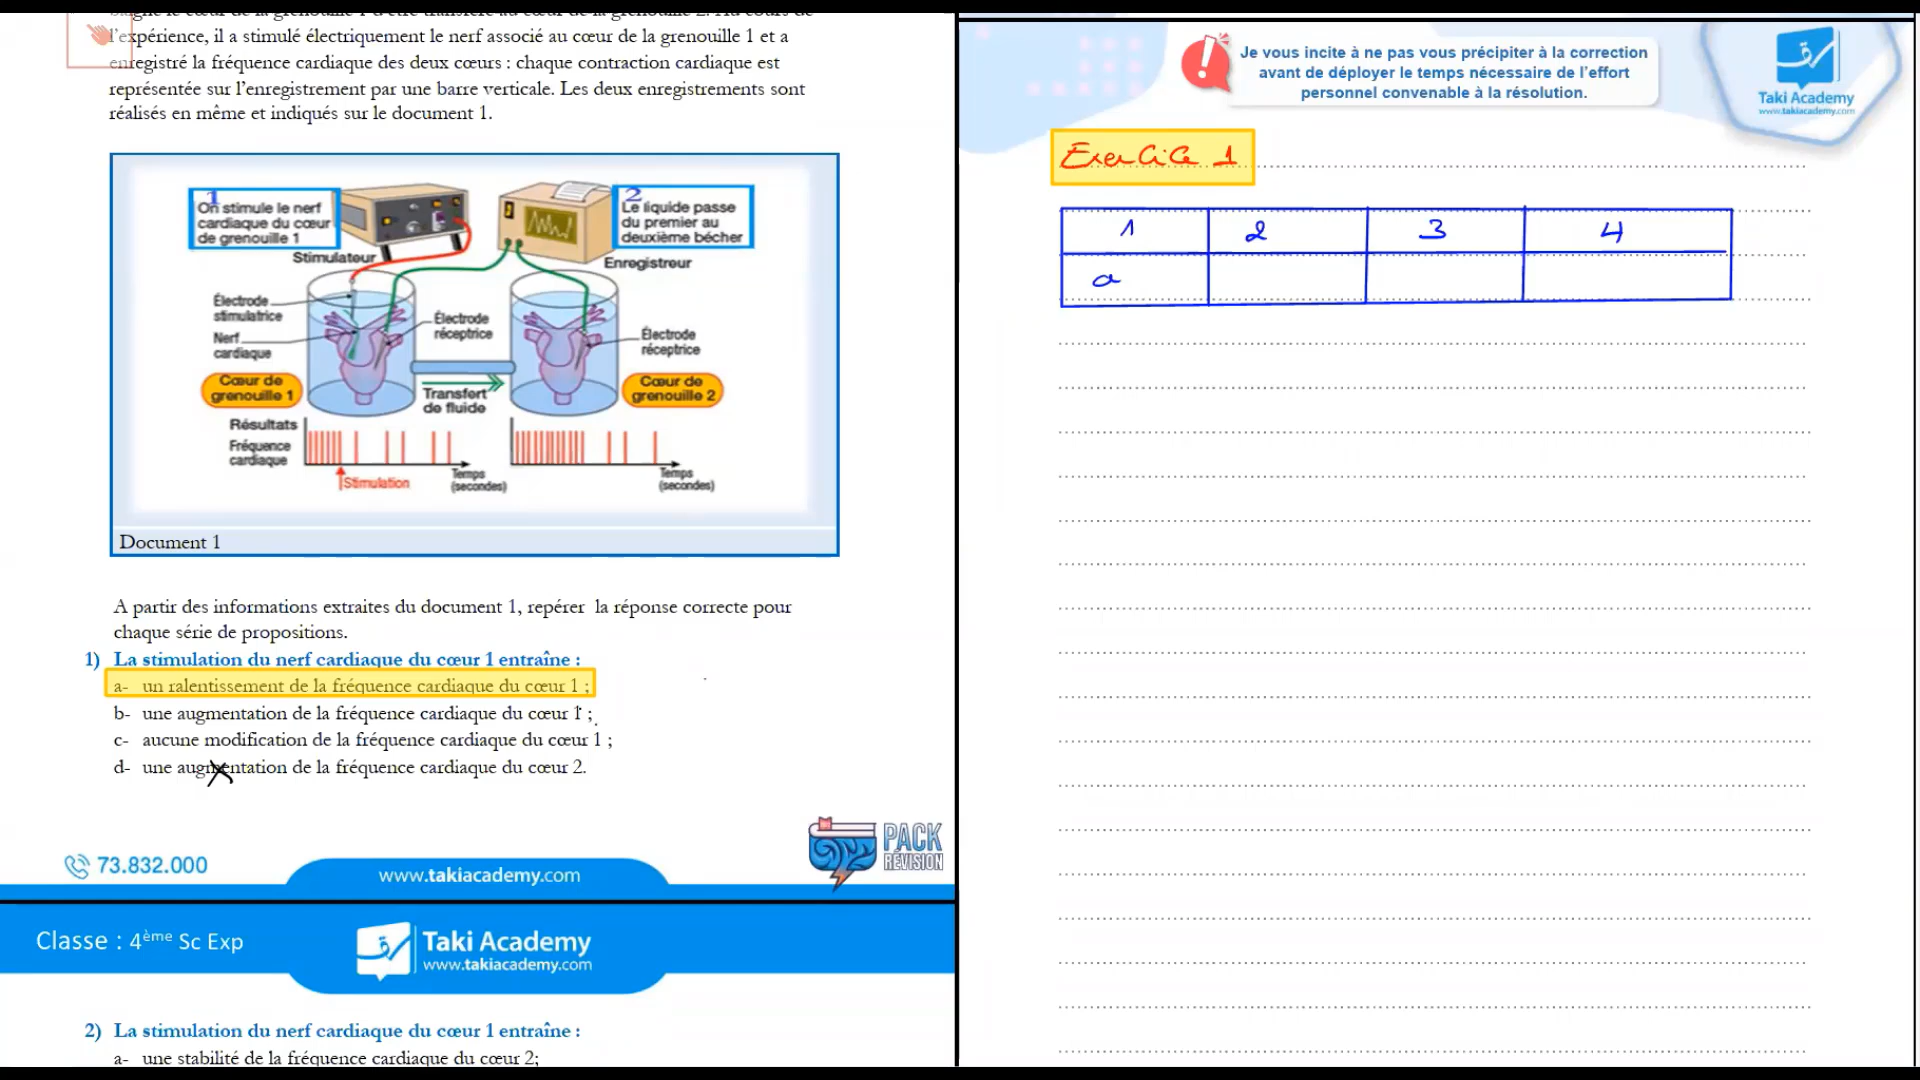 l'expérience, il a stimulé électriquement le nerf associé au cœur de la grenouille 1 et a
enregistré la fréquence cardiaque des deux cœurs : chaque contraction cardiaque est
représentée sur l'enregistrement par une barre verticale. Les deux enregistrements sont
réalisés en même et indiqués sur le document 1.
1
On stimule le nerf
cardiaque du cœur
de grenouille 1
2
Le liquide passe
du premier au
deuxième bécher
Stimulateur
Enregistreur
Électrode
stimulatrice
Nerf
cardiaque
Électrode
réceptrice
Électrode
réceptrice
Cœur de
grenouille 1
Transfert
de fluide
Cœur de
grenouille 2
Résultats
Fréquence
cardiaque
Stimulation
Temps
(secondes)
Temps
(secondes)
Document 1
A partir des informations extraites du document 1, repérer la réponse correcte pour
chaque série de propositions.
1) La stimulation du nerf cardiaque du cœur 1 entraîne :
a- un ralentissement de la fréquence cardiaque du cœur 1 ;
b- une augmentation de la fréquence cardiaque du cœur 1 ;
c- aucune modification de la fréquence cardiaque du cœur 1 ;
d- une augmentation de la fréquence cardiaque du cœur 2.
PACK
RÉVISION
73.832.000
www.takiacademy.com
Classe : 4ème Sc Exp
Taki Academy
www.takiacademy.com
2) La stimulation du nerf cardiaque du cœur 1 entraîne :
a- une stabilité de la fréquence cardiaque du cœur 2;
Je vous incite à ne pas vous précipiter à la correction
avant de déployer le temps nécessaire de l'effort
personnel convenable à la résolution.
Taki Academy
www.takiacademy.com
Exercice 1
1 2 3 4
a